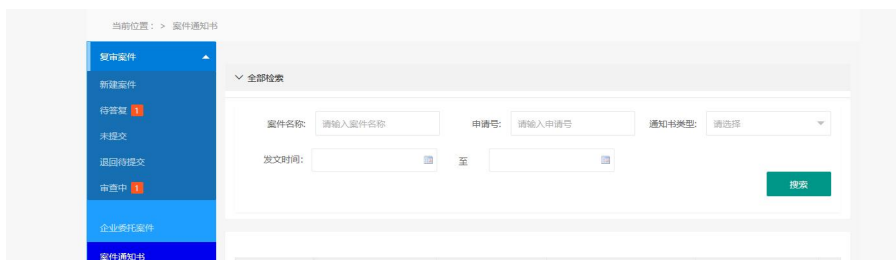 当前位置： > 案件通知书
复审案件
新建案件
待答复 1
未提交
退回待提交
审查中 1
企业委托案件
案件通知书
全部检索
案件名称: 请输入案件名称 申请号: 请输入申请号 通知书类型: 请选择
发文时间: 至
搜索